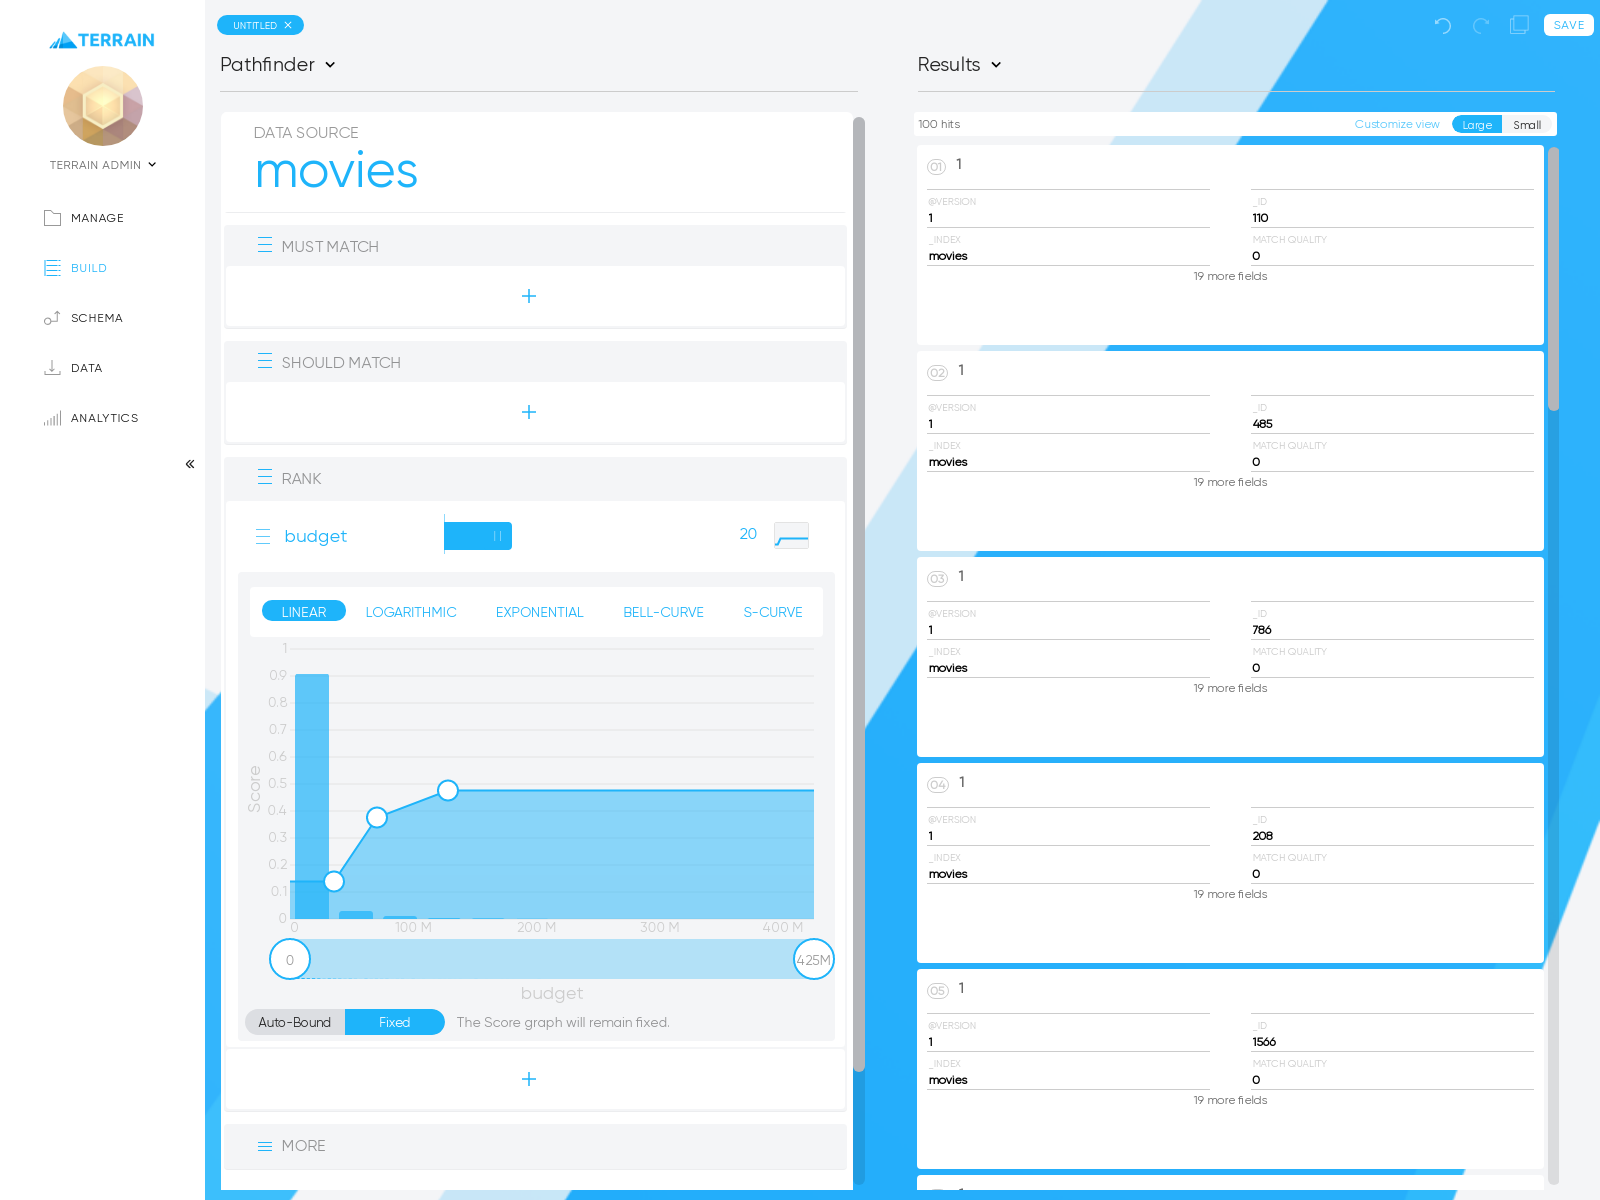 TERRAIN
TERRAIN ADMIN
MANAGE
BUILD
SCHEMA
DATA
ANALYTICS
UNTITLED
SAVE
Pathfinder
DATA SOURCE
movies
MUST MATCH
+
SHOULD MATCH
+
RANK
budget
20
LINEAR LOGARITHMIC EXPONENTIAL BELL-CURVE S-CURVE
1
0.9
0.8
0.7
0.6
0.5
0.4
0.3
0.2
0.1
0
Score
0 100 M 200 M 300 M 400 M
0 425M
budget
Auto-Bound Fixed The Score graph will remain fixed.
+
MORE
Results
100 hits Customize view Large Small
01 1
@VERSION _ID
1 110
_INDEX MATCH QUALITY
movies 0
19 more fields
02 1
@VERSION _ID
1 485
_INDEX MATCH QUALITY
movies 0
19 more fields
03 1
@VERSION _ID
1 786
_INDEX MATCH QUALITY
movies 0
19 more fields
04 1
@VERSION _ID
1 208
_INDEX MATCH QUALITY
movies 0
19 more fields
05 1
@VERSION _ID
1 1566
_INDEX MATCH QUALITY
movies 0
19 more fields